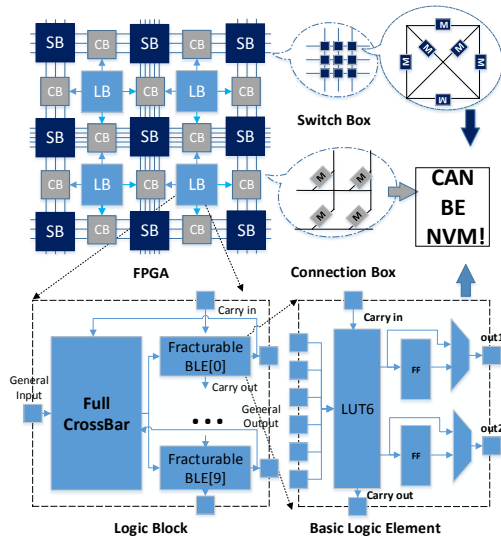 SB CB SB CB SB
CB LB CB LB CB
SB CB SB CB SB
CB LB CB LB CB
SB CB SB CB SB
FPGA
Switch Box
M
M M M M
M
M M
M M
Connection Box
CAN
BE
NVM!
Carry in
General
Input
Full
CrossBar
Fracturable
BLE[0]
Carry out
...
General
Output
Fracturable
BLE[9]
Logic Block
Carry in
LUT6
FF
FF
out1
out2
Carry out
Basic Logic Element